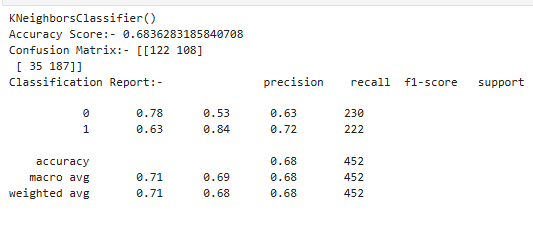 KNeighborsClassifier()
Accuracy Score:- 0.6836283185840708
Confusion Matrix:- [[122 108]
 [ 35 187]]
Classification Report:-               precision    recall  f1-score   support

           0       0.78      0.53      0.63       230
           1       0.63      0.84      0.72       222

    accuracy                           0.68       452
   macro avg       0.71      0.69      0.68       452
weighted avg       0.71      0.68      0.68       452